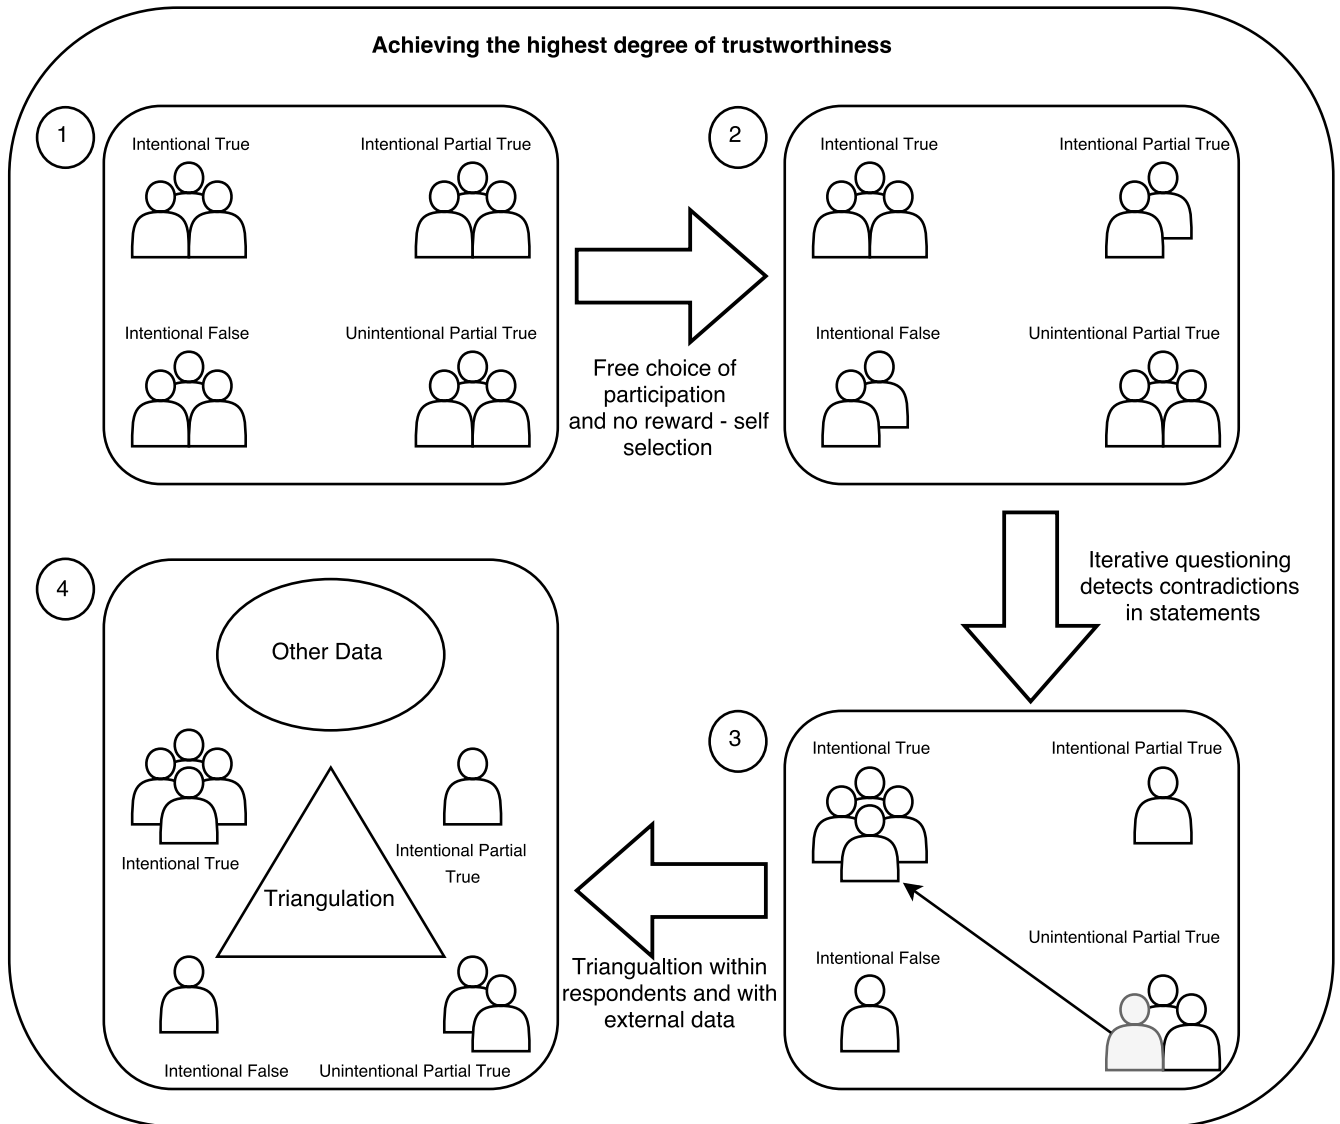 Achieving the highest degree of trustworthiness
1
Intentional True
Intentional Partial True
Intentional False
Unintentional Partial True
Free choice of
participation
and no reward - self
selection
2
Intentional True
Intentional Partial True
Intentional False
Unintentional Partial True
Iterative questioning
detects contradictions
in statements
3
Intentional True
Intentional Partial True
Unintentional Partial True
Intentional False
Triangualtion within
respondents and with
external data
4
Other Data
Intentional True
Intentional Partial
True
Triangulation
Intentional False
Unintentional Partial True